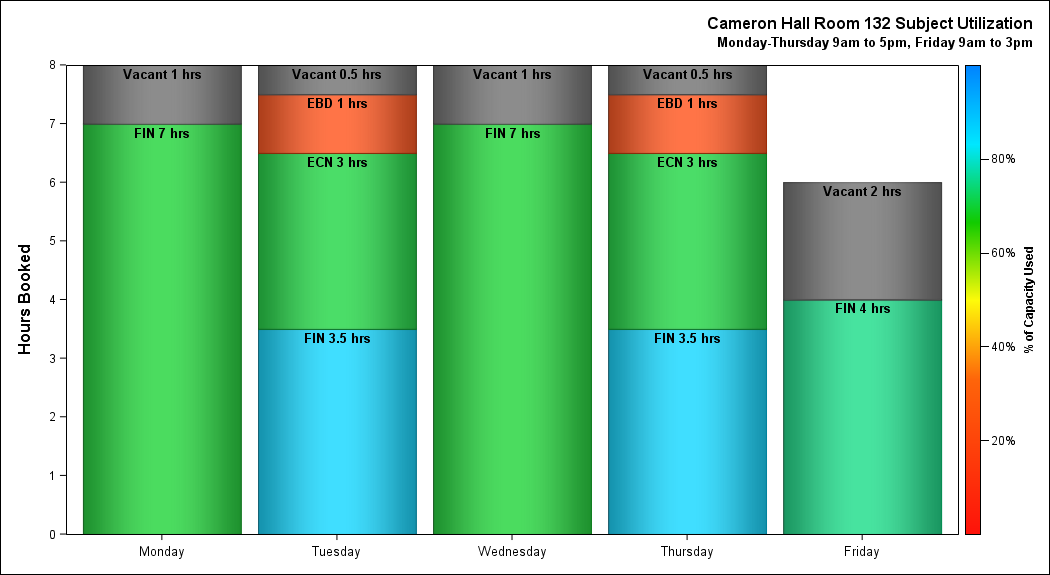 Cameron Hall Room 132 Subject Utilization
Monday-Thursday 9am to 5pm, Friday 9am to 3pm
Hours Booked
8
7
6
5
4
3
2
1
0
Vacant 1 hrs
FIN 7 hrs
Vacant 0.5 hrs
EBD 1 hrs
ECN 3 hrs
FIN 3.5 hrs
Vacant 1 hrs
FIN 7 hrs
Vacant 0.5 hrs
EBD 1 hrs
ECN 3 hrs
FIN 3.5 hrs
Vacant 2 hrs
FIN 4 hrs
Monday
Tuesday
Wednesday
Thursday
Friday
80%
60%
40%
20%
% of Capacity Used